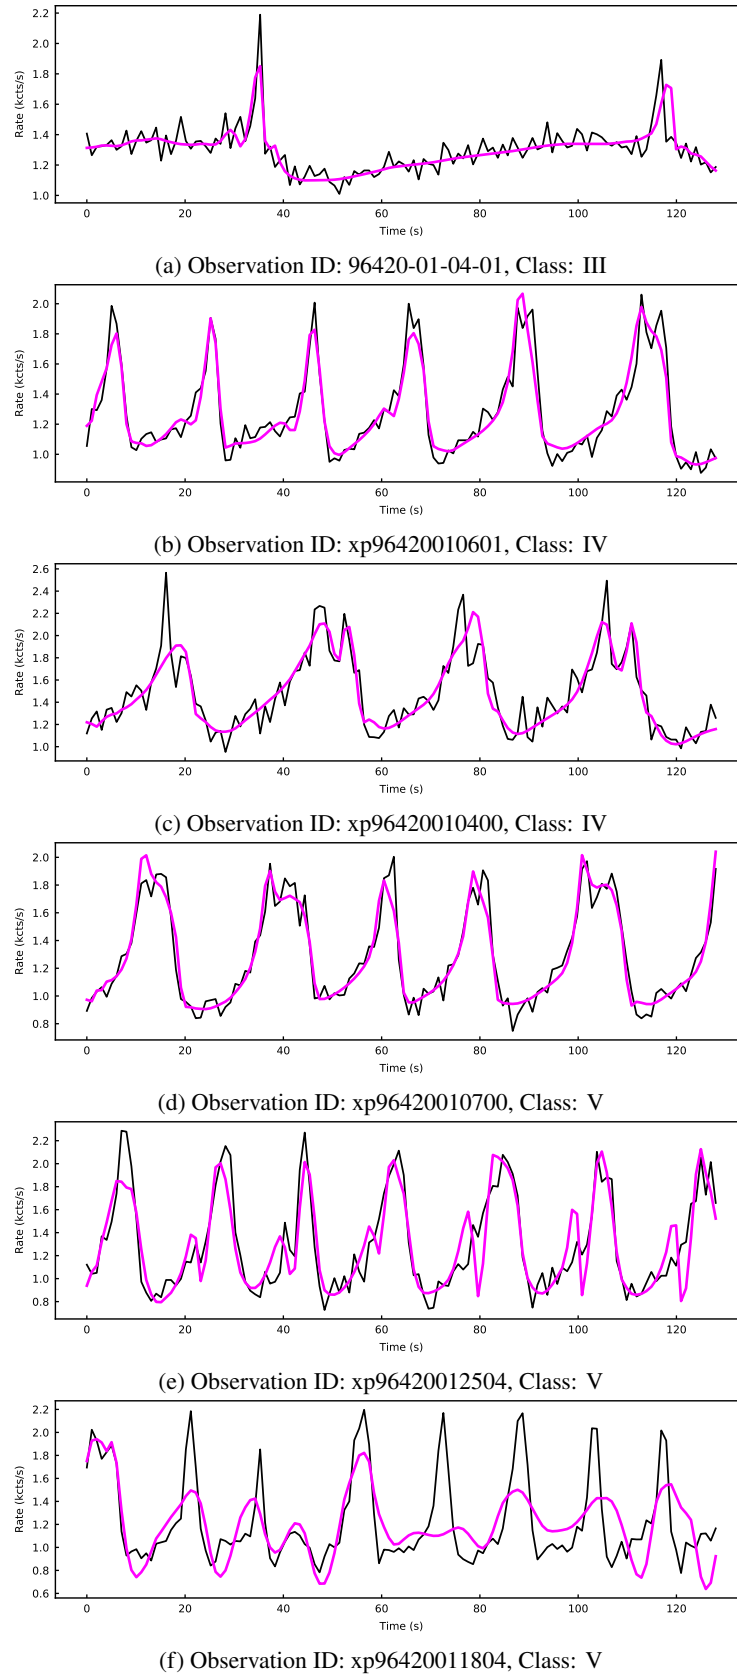 2.2
2.0
1.8
1.6
1.4
1.2
1.0
Rate (kcts/s)
0 20 40 60 80 100 120
Time (s)
(a) Observation ID: 96420-01-04-01, Class: III
2.0
1.8
1.6
1.4
1.2
1.0
Rate (kcts/s)
0 20 40 60 80 100 120
Time (s)
(b) Observation ID: xp96420010601, Class: IV
2.6
2.4
2.2
2.0
1.8
1.6
1.4
1.2
1.0
Rate (kcts/s)
0 20 40 60 80 100 120
Time (s)
(c) Observation ID: xp96420010400, Class: IV
2.0
1.8
1.6
1.4
1.2
1.0
0.8
Rate (kcts/s)
0 20 40 60 80 100 120
Time (s)
(d) Observation ID: xp96420010700, Class: V
2.2
2.0
1.8
1.6
1.4
1.2
1.0
0.8
Rate (kcts/s)
0 20 40 60 80 100 120
Time (s)
(e) Observation ID: xp96420012504, Class: V
2.2
2.0
1.8
1.6
1.4
1.2
1.0
0.8
0.6
Rate (kcts/s)
0 20 40 60 80 100 120
Time (s)
(f) Observation ID: xp96420011804, Class: V